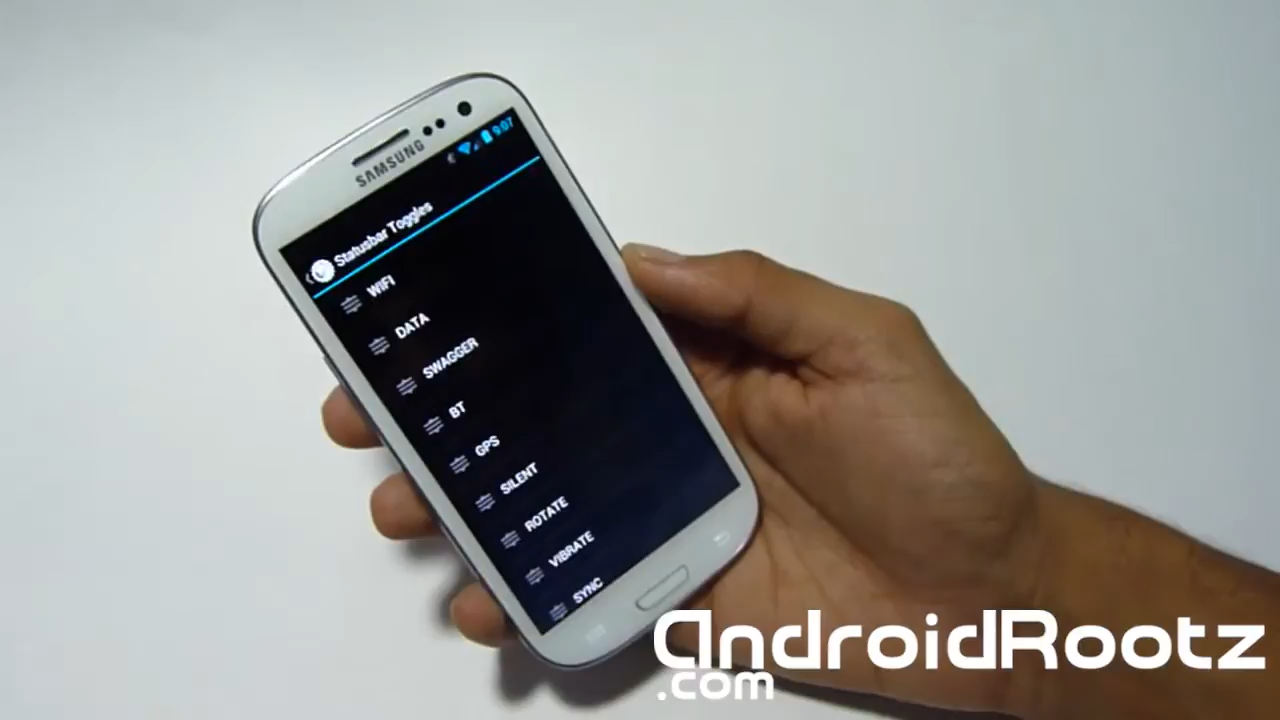 SAMSUNG
9:07
Statusbar Toggles
WIFI
DATA
SWAGGER
BT
GPS
SILENT
ROTATE
VIBRATE
SYNC
AndroidRootz
.com